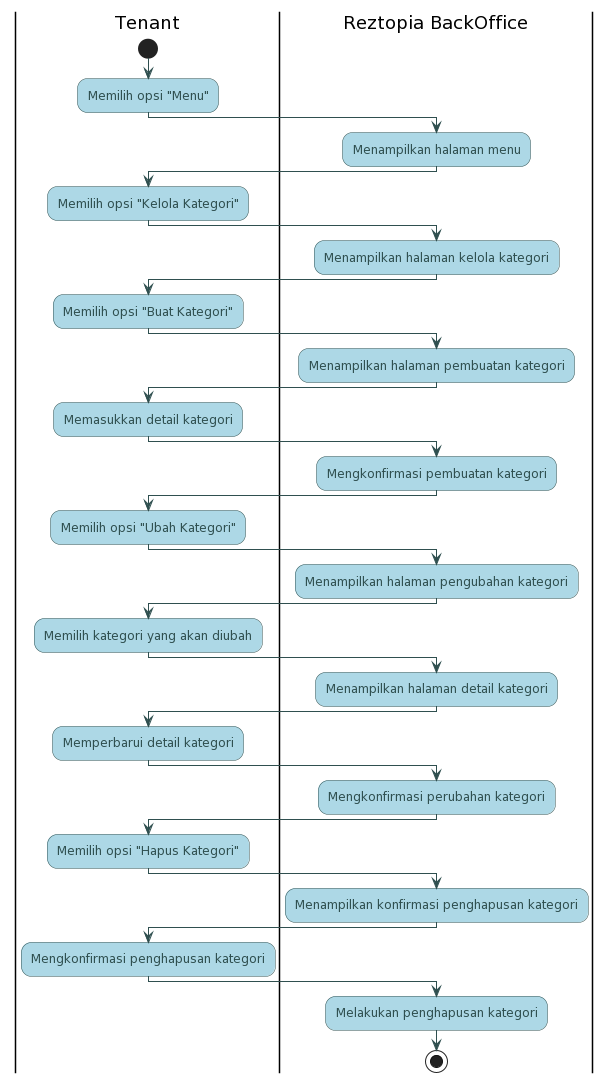 Tenant
Reztopia BackOffice
Memilih opsi "Menu"
Menampilkan halaman menu
Memilih opsi "Kelola Kategori"
Menampilkan halaman kelola kategori
Memilih opsi "Buat Kategori"
Menampilkan halaman pembuatan kategori
Memasukkan detail kategori
Mengkonfirmasi pembuatan kategori
Memilih opsi "Ubah Kategori"
Menampilkan halaman pengubahan kategori
Memilih kategori yang akan diubah
Menampilkan halaman detail kategori
Memperbarui detail kategori
Mengkonfirmasi perubahan kategori
Memilih opsi "Hapus Kategori"
Menampilkan konfirmasi penghapusan kategori
Mengkonfirmasi penghapusan kategori
Melakukan penghapusan kategori